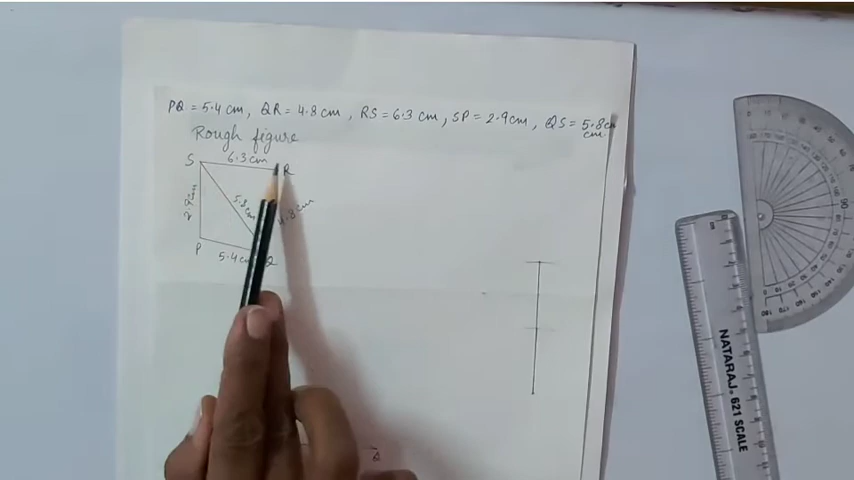 PQ = 5.4 cm, QR = 4.8 cm, RS = 6.3 cm, SP = 2.9 cm, QS = 5.8 cm
cm.
Rough figure
S 6.3 cm R
2.9 cm 5.8 cm 4.8 cm
P 5.4 cm Q
Q
NATARAJ 621 SCALE